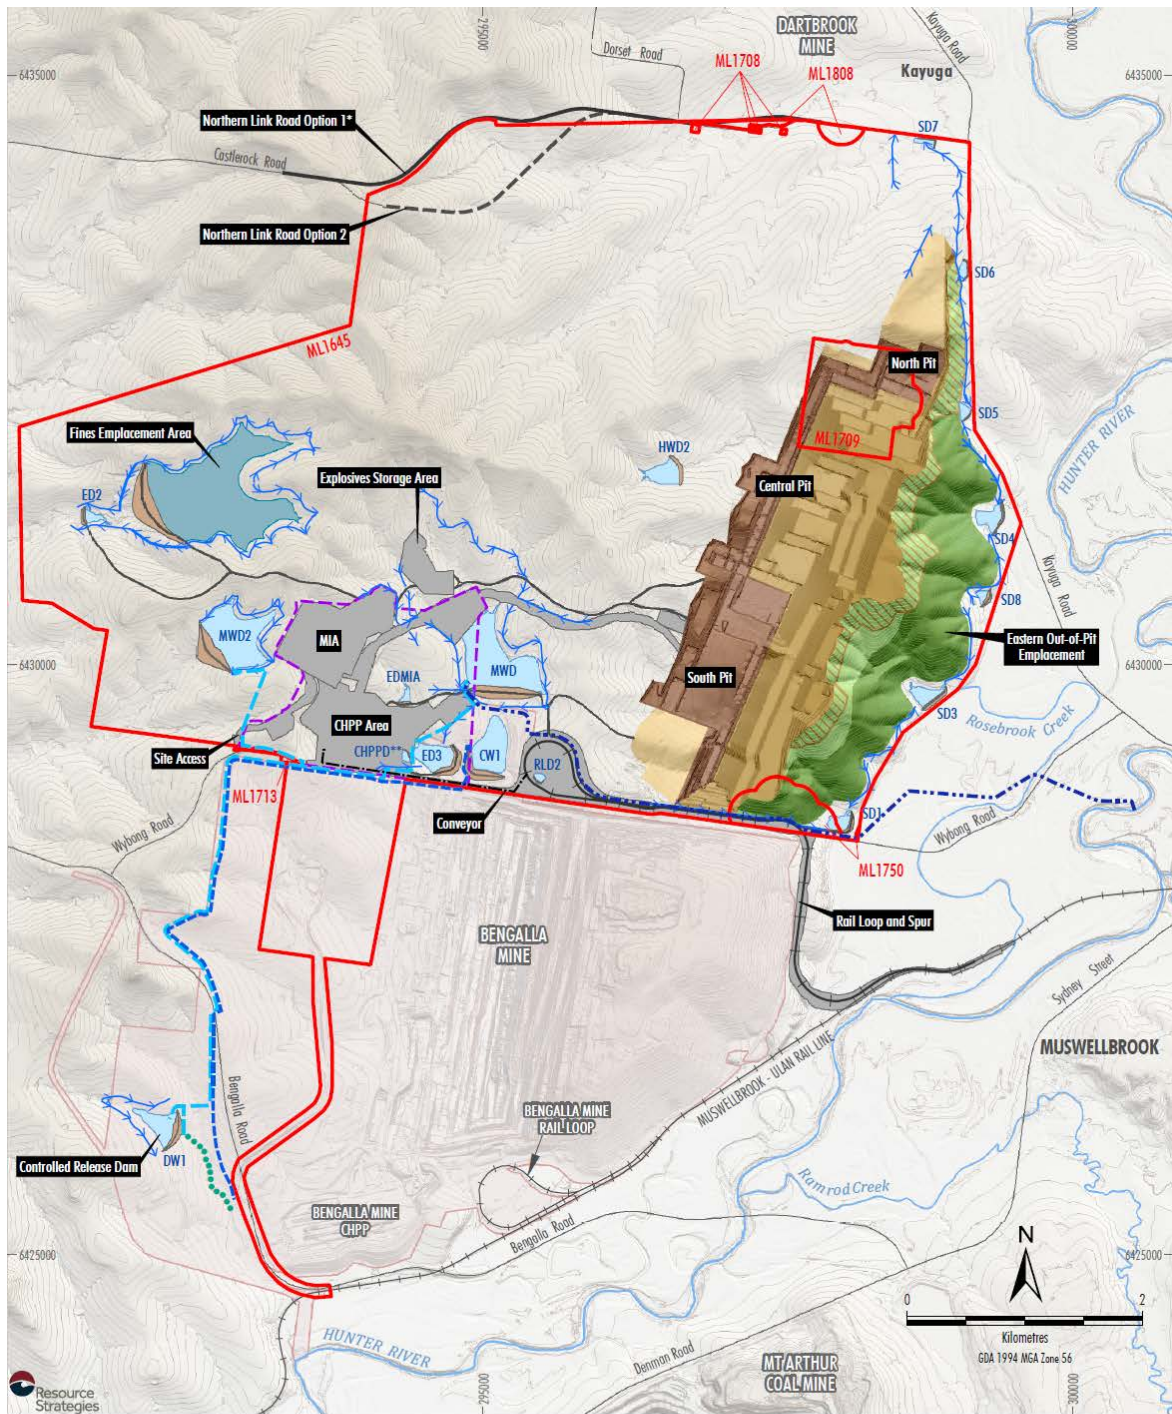 295000
300000
DARTBROOK
MINE
Kayuga Road
Dorset Road
ML1708
ML1808
Kayuga
6435000
6435000
Northern Link Road Option 1*
SD7
Castlerock Road
Northern Link Road Option 2
SD6
ML1645
North Pit
SD5
Fines Emplacement Area
ML1709
HWD2
HUNTER RIVER
Explosives Storage Area
Central Pit
ED2
SD4
Kayuga Road
SD8
MWD2
MIA
Eastern Out-of-Pit
Emplacement
6430000
6430000
EDMIA
MWD
South Pit
SD3
Rosebrook Creek
CHPP Area
Site Access
CHPPD**
ED3
CW1
RLD2
ML1713
Conveyor
SD1
Wybong Road
Wybong Road
ML1750
Rail Loop and Spur
BENGALLA
MINE
Sydney Street
MUSWELLBROOK
MUSWELLBROOK - ULAN RAIL LINE
Bengalla Road
BENGALLA MINE
RAIL LOOP
Controlled Release Dam
DW1
Ramrod Creek
BENGALLA MINE
CHPP
Bengalla Road
N
6425000
6425000
0
2
Kilometres
GDA 1994 MGA Zone 56
HUNTER RIVER
Denman Road
MT ARTHUR
COAL MINE
Resource
Strategies
295000
300000